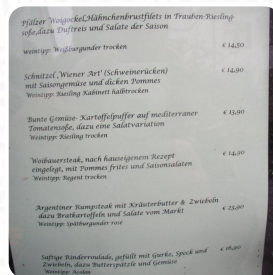 Pfälzer 'Woigockel', Hähnchenbrustfilets in Trauben-Riesling-
soße, dazu Duftreis und Salate der Saison
€ 14,50
Weintipp: Weißburgunder trocken
Schnitzel 'Wiener Art' (Schweinerücken) € 14,90
mit Saisongemüse und dicken Pommes
Weintipp: Riesling Kabinett halbtrocken
Bunte Gemüse- Kartoffelpuffer auf mediterraner € 13,90
Tomatensoße, dazu eine Salatvariation
Weintipp: Riesling trocken
Woibauersteak, nach hauseigenem Rezept
eingelegt, mit Pommes frites und Saisonsalaten
Weintipp: Regent trocken
Argentiner Rumpsteak mit Kräuterbutter & Zwiebeln € 23,90
dazu Bratkartoffeln und Salate vom Markt
Weintipp: Spätburgunder rosé
Saftige Rinderroulade, gefüllt mit Gurke, Speck und € 16,90
Zwiebeln, dazu Butterspätzle und Gemüse
Weintipp: